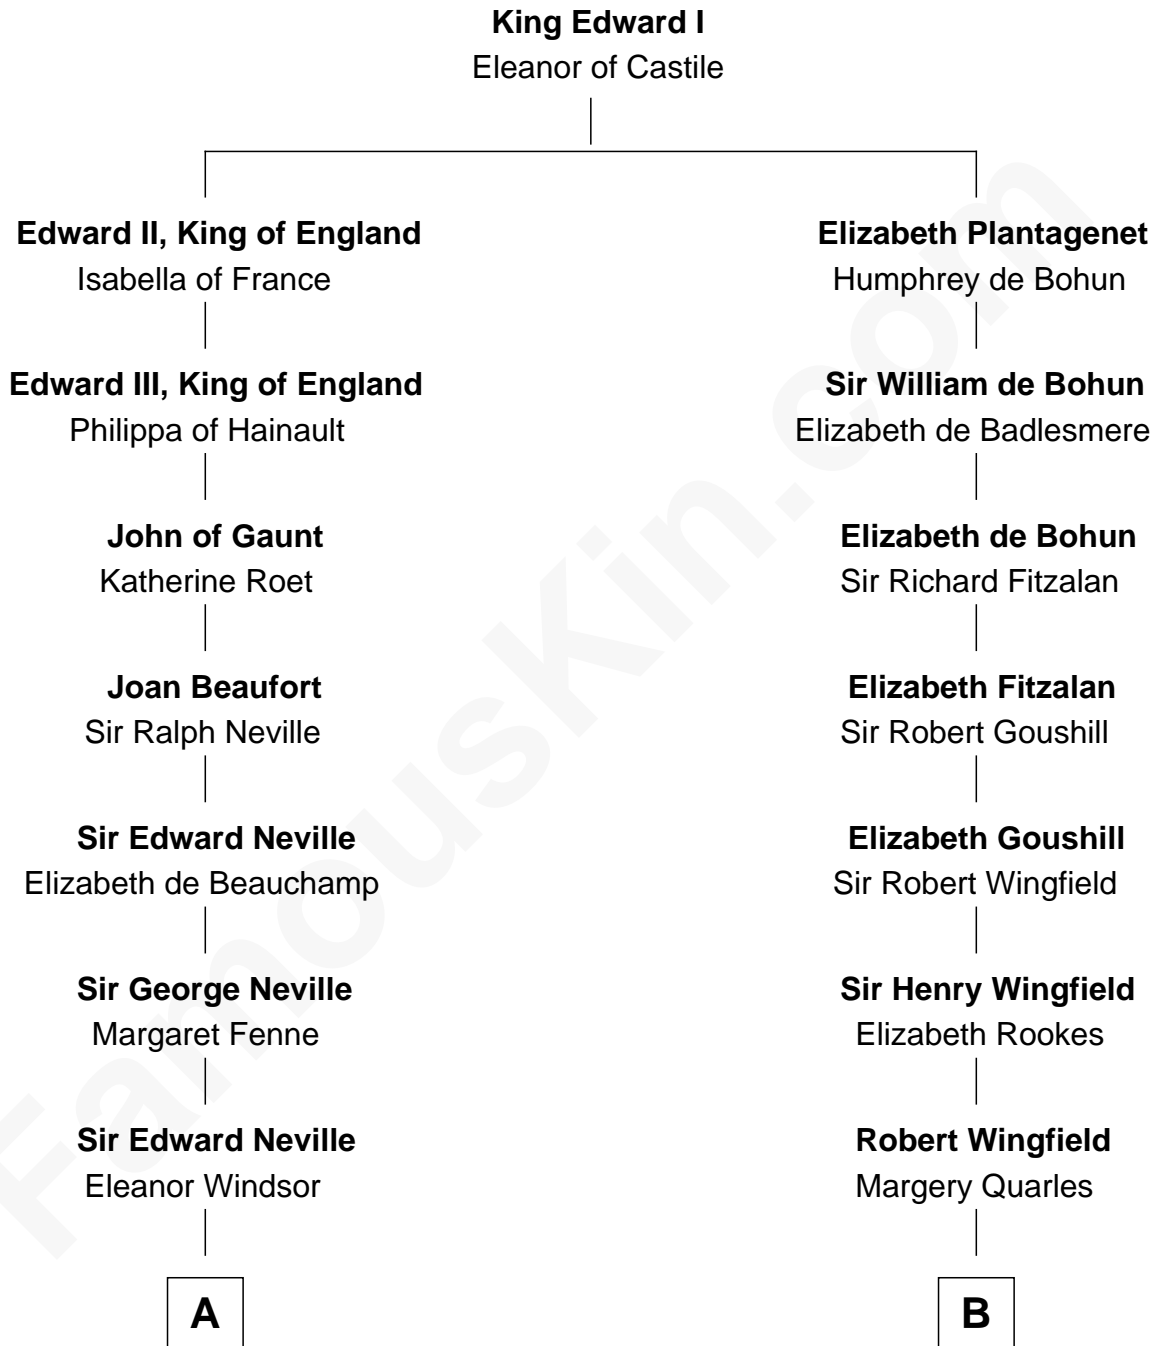 King Edward I
Eleanor of Castile
Edward II, King of England
Isabella of France
Edward III, King of England
Philippa of Hainault
John of Gaunt
Katherine Roet
Joan Beaufort
Sir Ralph Neville
Sir Edward Neville
Elizabeth de Beauchamp
Sir George Neville
Margaret Fenne
Sir Edward Neville
Eleanor Windsor
A
Elizabeth Plantagenet
Humphrey de Bohun
Sir William de Bohun
Elizabeth de Badlesmere
Elizabeth de Bohun
Sir Richard Fitzalan
Elizabeth Fitzalan
Sir Robert Goushill
Elizabeth Goushill
Sir Robert Wingfield
Sir Henry Wingfield
Elizabeth Rookes
Robert Wingfield
Margery Quarles
B
FamousKin.com